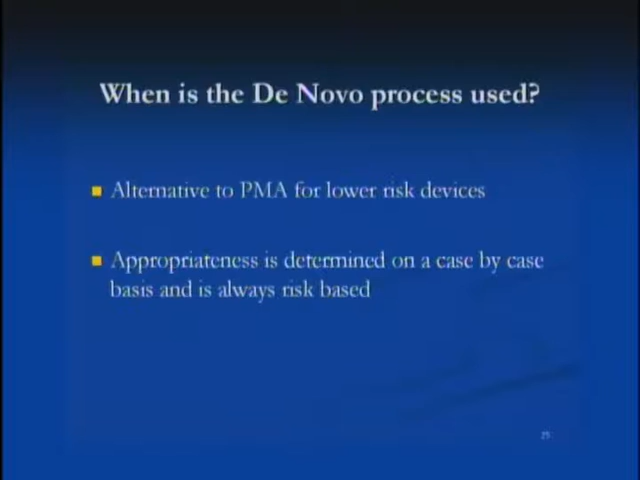 When is the De Novo process used?
Alternative to PMA for lower risk devices
Appropriateness is determined on a case by case
basis and is always risk based